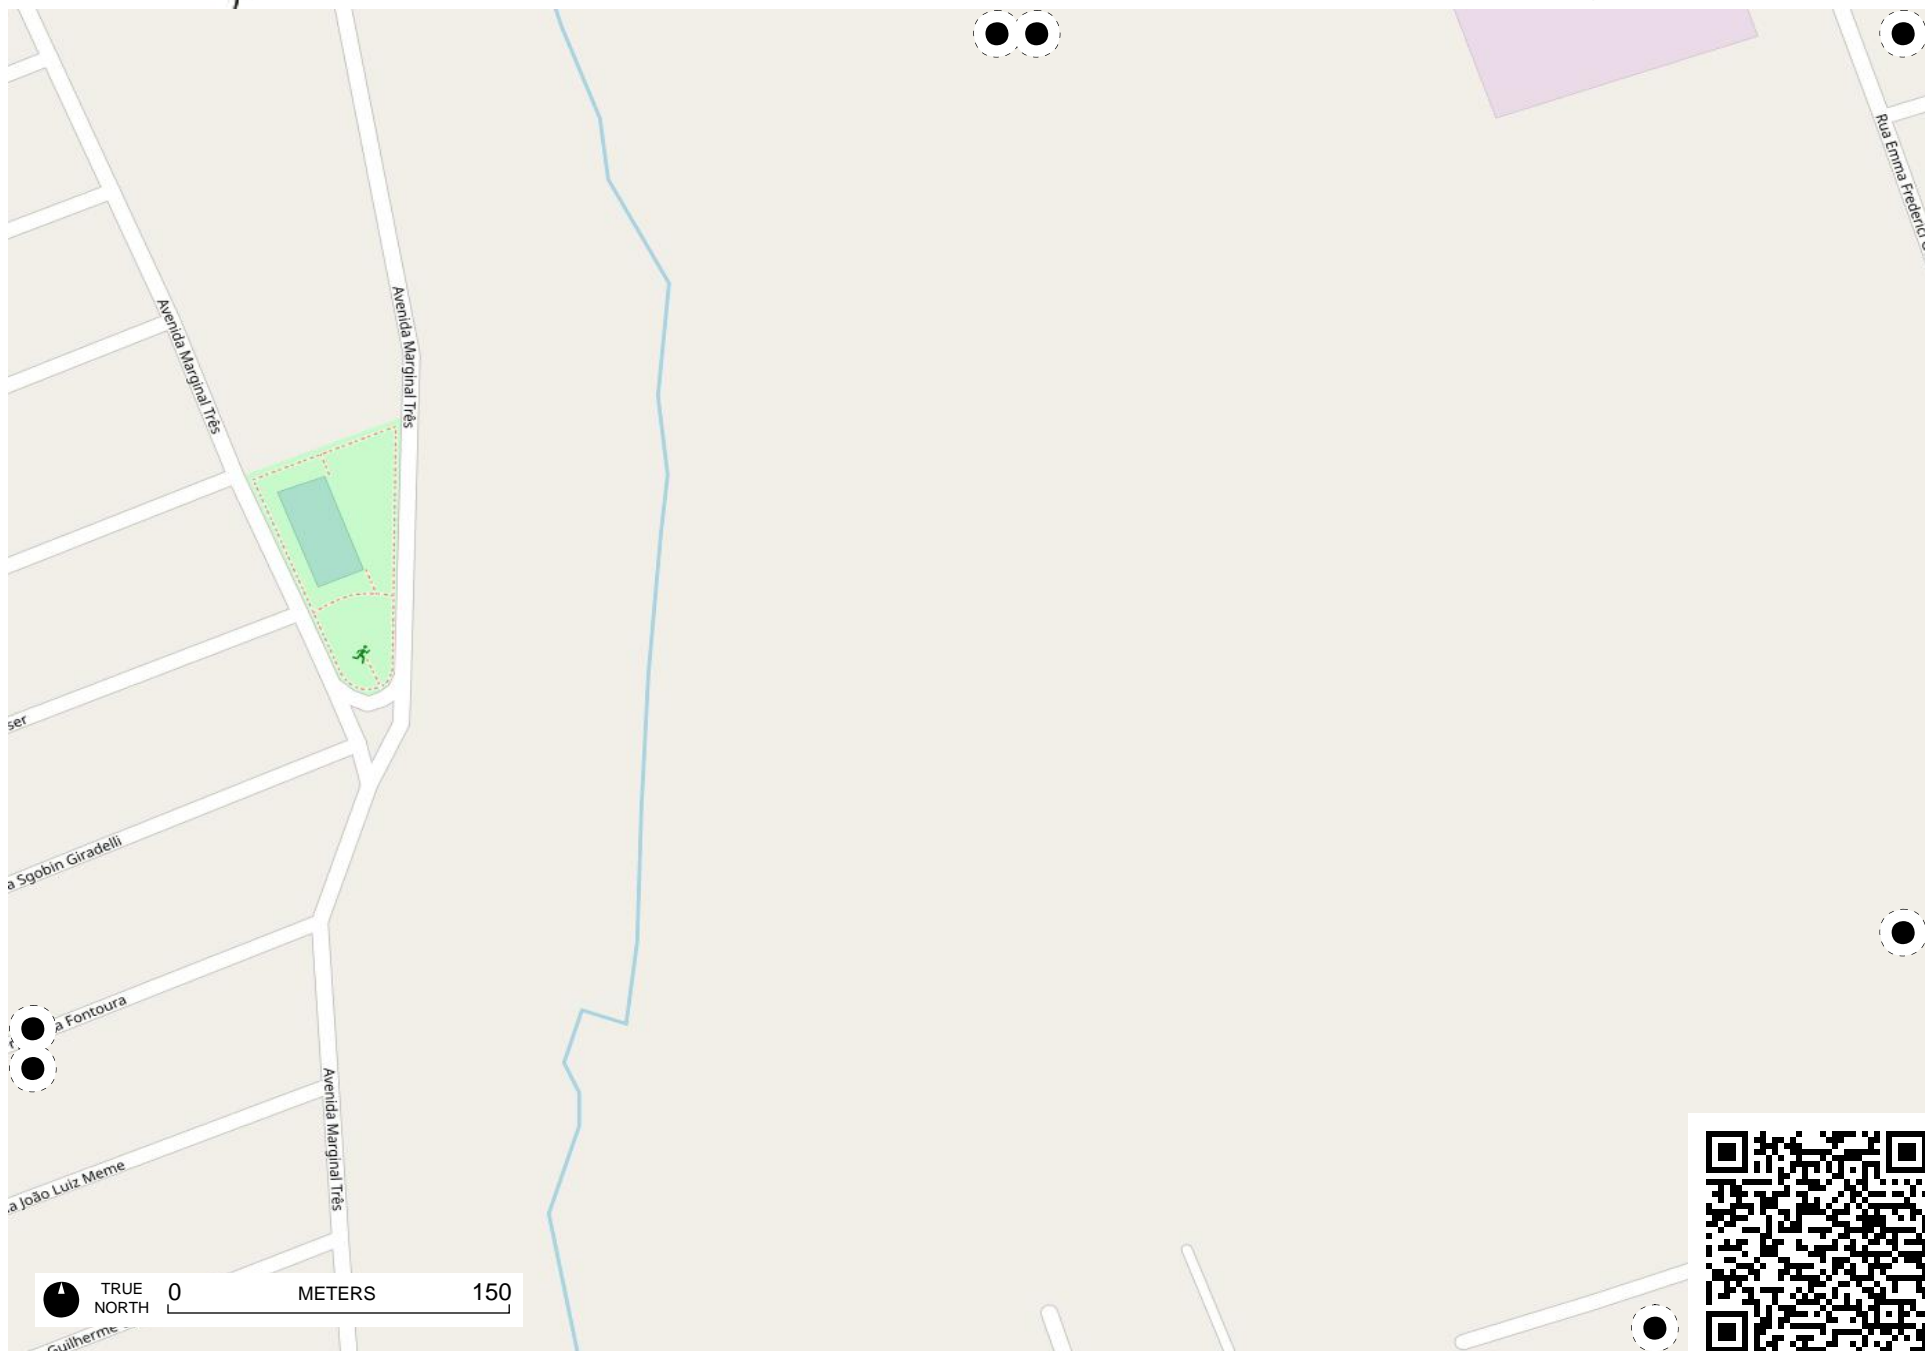 Rua Emma Frederici
Avenida Marginal Três
Avenida Marginal Três
ser
a Sgobin Giradelli
a Fontoura
Avenida Marginal Três
a João Luiz Meme
TRUE NORTH
0 METERS 150
Guilherme